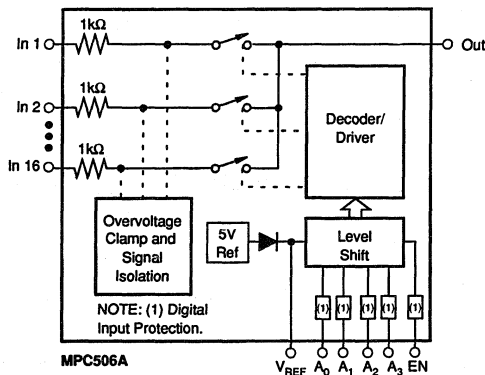 1kΩ
In 1
Out
1kΩ
In 2
1kΩ
In 16
Decoder/
Driver
Overvoltage
Clamp and
Signal
Isolation
5V
Ref
Level
Shift
NOTE: (1) Digital
Input Protection.
(1) (1) (1) (1) (1)
MPC506A
VREF A0 A1 A2 A3 EN